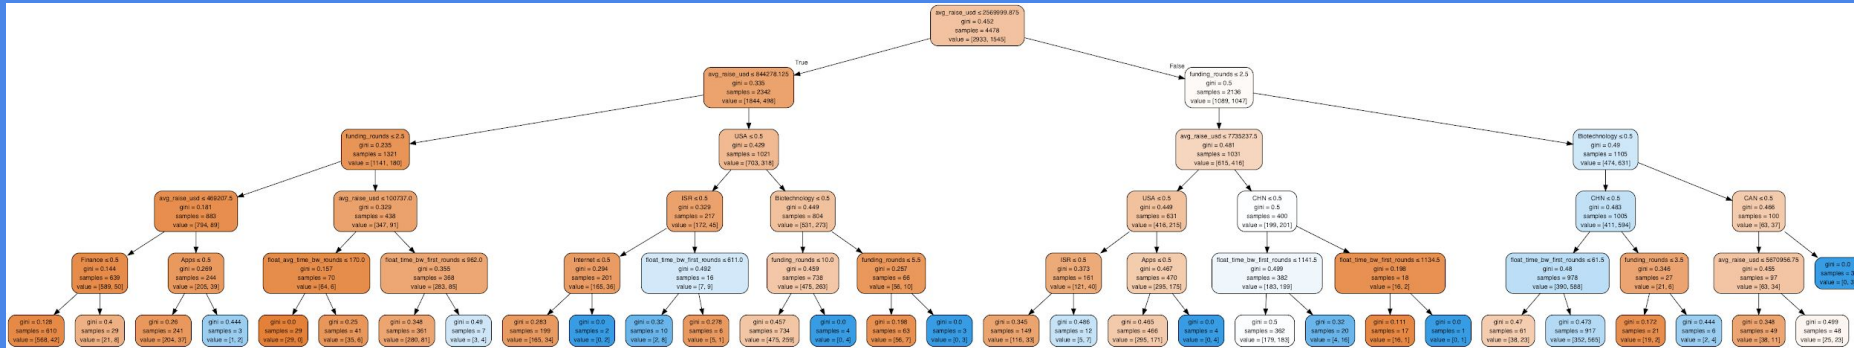 avg_raise_usd ≤ 2569999.875
gini = 0.452
samples = 4478
value = [2933, 1545]
True
False
avg_raise_usd ≤ 844278.125
gini = 0.335
samples = 2342
value = [1844, 498]
funding_rounds ≤ 2.5
gini = 0.5
samples = 2136
value = [1089, 1047]
funding_rounds ≤ 2.5
gini = 0.235
samples = 1321
value = [1141, 180]
USA ≤ 0.5
gini = 0.429
samples = 1021
value = [703, 318]
avg_raise_usd ≤ 7735237.5
gini = 0.481
samples = 1031
value = [615, 416]
Biotechnology ≤ 0.5
gini = 0.49
samples = 1105
value = [474, 631]
avg_raise_usd ≤ 469207.5
gini = 0.181
samples = 883
value = [794, 89]
avg_raise_usd ≤ 100737.0
gini = 0.329
samples = 438
value = [347, 91]
ISR ≤ 0.5
gini = 0.329
samples = 217
value = [172, 45]
Biotechnology ≤ 0.5
gini = 0.449
samples = 804
value = [531, 273]
USA ≤ 0.5
gini = 0.449
samples = 631
value = [416, 215]
CHN ≤ 0.5
gini = 0.5
samples = 400
value = [199, 201]
CHN ≤ 0.5
gini = 0.483
samples = 1005
value = [411, 594]
CAN ≤ 0.5
gini = 0.466
samples = 100
value = [63, 37]
Finance ≤ 0.5
gini = 0.144
samples = 639
value = [589, 50]
Apps ≤ 0.5
gini = 0.269
samples = 244
value = [205, 39]
float_avg_time_bw_rounds ≤ 170.0
gini = 0.157
samples = 70
value = [64, 6]
float_time_bw_first_rounds ≤ 962.0
gini = 0.355
samples = 368
value = [283, 85]
Internet ≤ 0.5
gini = 0.294
samples = 201
value = [165, 36]
float_time_bw_first_rounds ≤ 611.0
gini = 0.492
samples = 16
value = [7, 9]
funding_rounds ≤ 10.0
gini = 0.459
samples = 738
value = [475, 263]
funding_rounds ≤ 5.5
gini = 0.257
samples = 66
value = [56, 10]
ISR ≤ 0.5
gini = 0.373
samples = 161
value = [121, 40]
Apps ≤ 0.5
gini = 0.467
samples = 470
value = [295, 175]
float_time_bw_first_rounds ≤ 1141.5
gini = 0.499
samples = 382
value = [183, 199]
float_time_bw_first_rounds ≤ 1134.5
gini = 0.198
samples = 18
value = [16, 2]
float_time_bw_first_rounds ≤ 61.5
gini = 0.48
samples = 978
value = [390, 588]
funding_rounds ≤ 3.5
gini = 0.346
samples = 27
value = [21, 6]
avg_raise_usd ≤ 5670956.75
gini = 0.455
samples = 97
value = [63, 34]
gini = 0.0
samples = 3
value = [0, 3
gini = 0.128
samples = 610
value = [568, 42]
gini = 0.4
samples = 29
value = [21, 8]
gini = 0.26
samples = 241
value = [204, 37]
gini = 0.444
samples = 3
value = [1, 2]
gini = 0.0
samples = 29
value = [29, 0]
gini = 0.25
samples = 41
value = [35, 6]
gini = 0.348
samples = 361
value = [280, 81]
gini = 0.49
samples = 7
value = [3, 4]
gini = 0.283
samples = 199
value = [165, 34]
gini = 0.0
samples = 2
value = [0, 2]
gini = 0.32
samples = 10
value = [2, 8]
gini = 0.278
samples = 6
value = [5, 1]
gini = 0.457
samples = 734
value = [475, 259]
gini = 0.0
samples = 4
value = [0, 4]
gini = 0.198
samples = 63
value = [56, 7]
gini = 0.0
samples = 3
value = [0, 3]
gini = 0.345
samples = 149
value = [116, 33]
gini = 0.486
samples = 12
value = [5, 7]
gini = 0.465
samples = 466
value = [295, 171]
gini = 0.0
samples = 4
value = [0, 4]
gini = 0.5
samples = 362
value = [179, 183]
gini = 0.32
samples = 20
value = [4, 16]
gini = 0.111
samples = 17
value = [16, 1]
gini = 0.0
samples = 1
value = [0, 1]
gini = 0.47
samples = 61
value = [38, 23]
gini = 0.473
samples = 917
value = [352, 565]
gini = 0.172
samples = 21
value = [19, 2]
gini = 0.444
samples = 6
value = [2, 4]
gini = 0.348
samples = 49
value = [38, 11]
gini = 0.499
samples = 48
value = [25, 23]